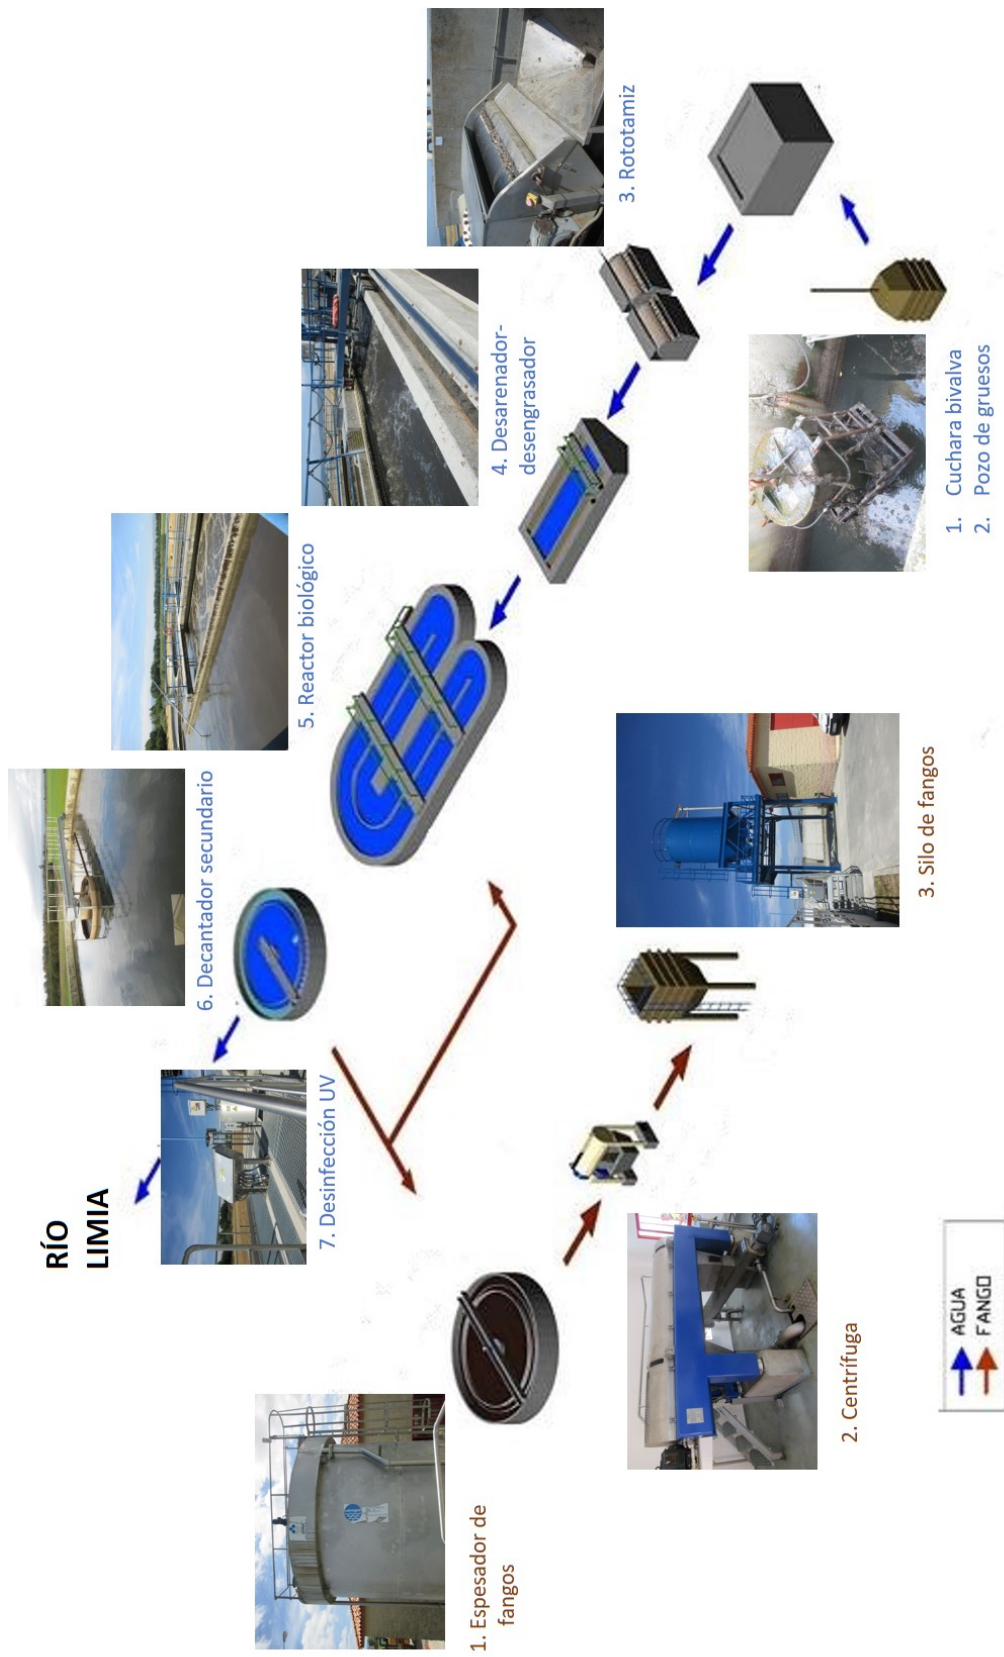 RÍO
LIMIA
7. Desinfección UV
6. Decantador secundario
5. Reactor biológico
4. Desarenador-
desengrasador
3. Rototamiz
1. Cuchara bivalva
2. Pozo de gruesos
1. Espesador de
fangos
2. Centrífuga
3. Silo de fangos
AGUA
FANGO